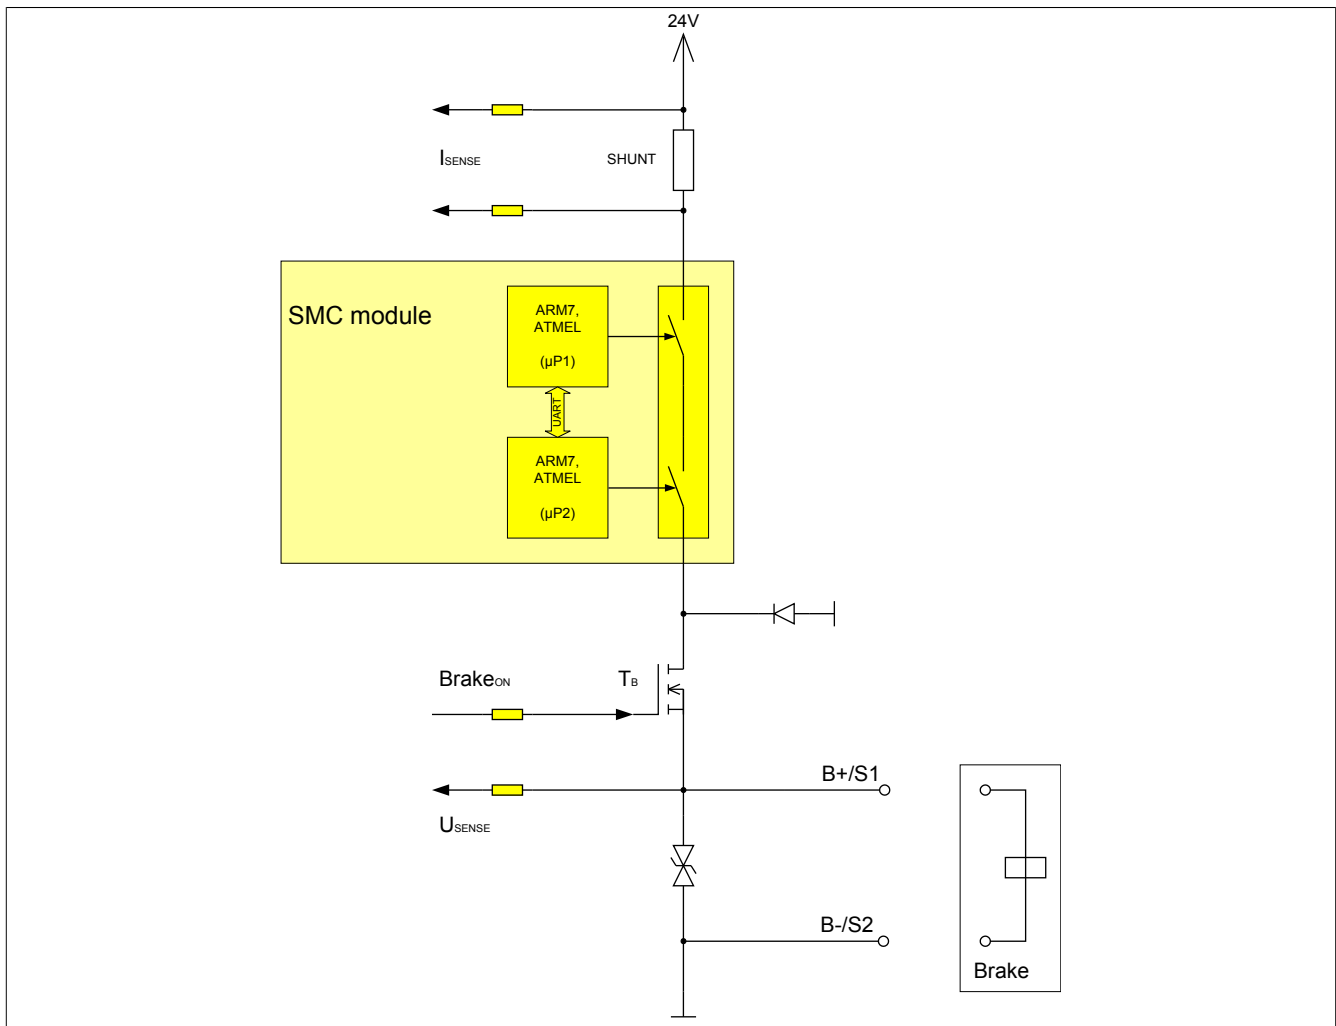 24V
ISENSE
SHUNT
SMC module
ARM7,
ATMEL
(µP1)
UART
ARM7,
ATMEL
(µP2)
BrakeON
TB
B+/S1
USENSE
B-/S2
Brake